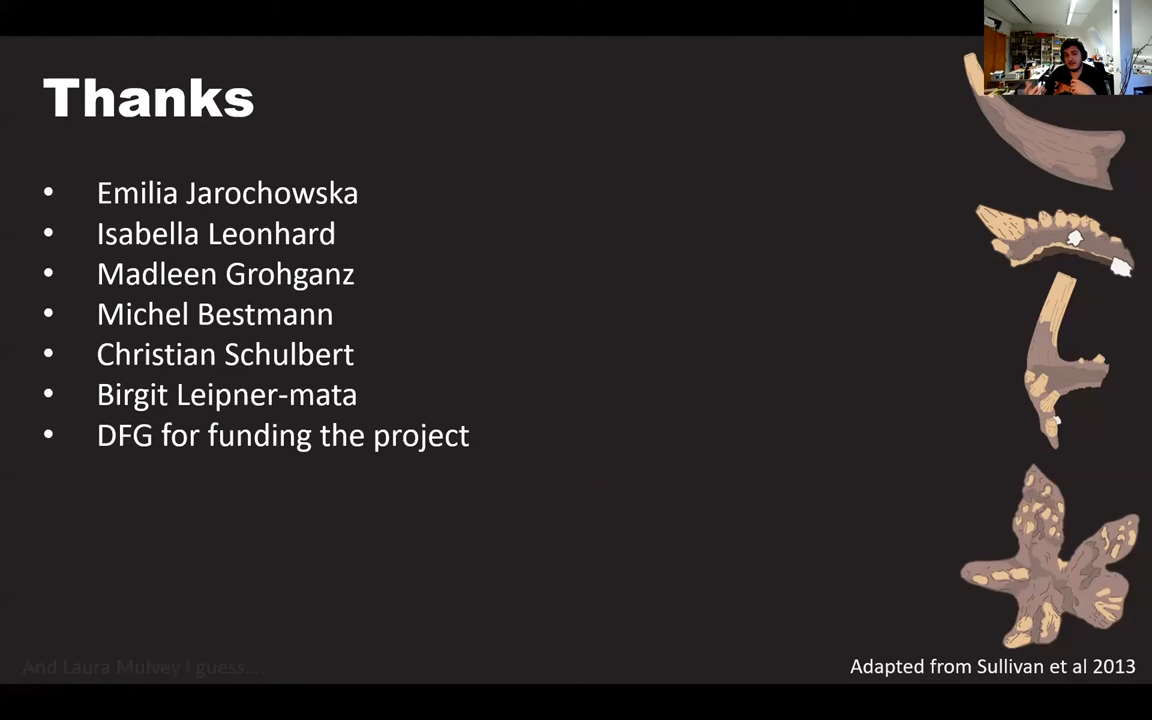 Thanks
• Emilia Jarochowska
• Isabella Leonhard
• Madleen Grohganz
• Michel Bestmann
• Christian Schulbert
• Birgit Leipner-mata
• DFG for funding the project
And Laura Mulvey I guess...
Adapted from Sullivan et al 2013